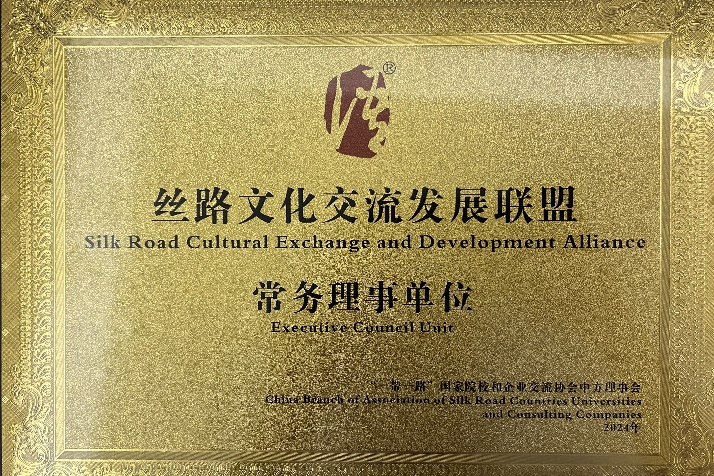 ®
丝路文化交流发展联盟
Silk Road Cultural Exchange and Development Alliance
常务理事单位
Executive Council Unit
“一带一路”国家院校和企业交流协会中方理事会
China Branch of Association of Silk Road Countries Universities
and Consulting Companies
2024年